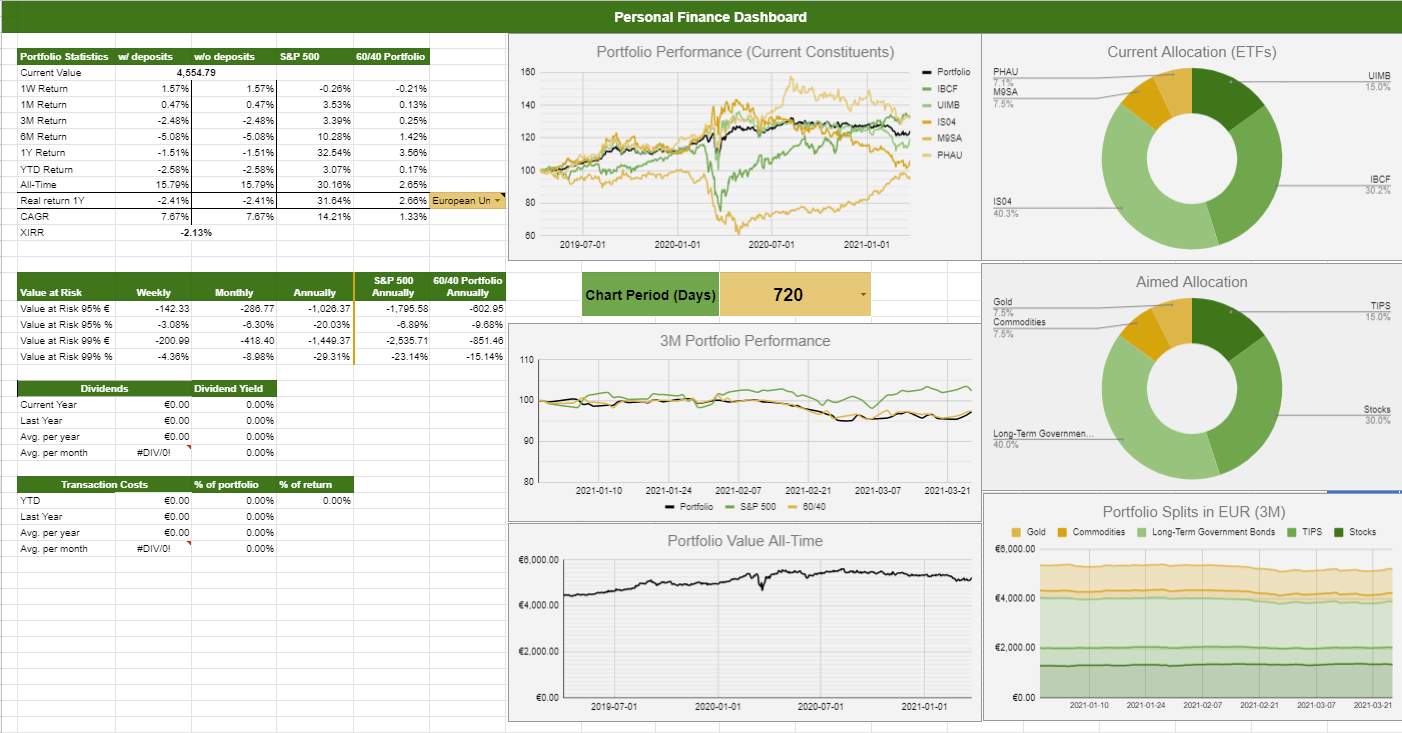 Personal Finance Dashboard
Portfolio Statistics w/ deposits w/o deposits S&P 500 60/40 Portfolio
Current Value 4,554.79
1W Return 1.57% 1.57% -0.26% -0.21%
1M Return 0.47% 0.47% 3.53% 0.13%
3M Return -2.48% -2.48% 3.39% 0.25%
6M Return -5.08% -5.08% 10.28% 1.42%
1Y Return -1.51% -1.51% 32.54% 3.56%
YTD Return -2.58% -2.58% 3.07% 0.17%
All-Time 15.79% 15.79% 30.16% 2.65%
Real return 1Y -2.41% -2.41% 31.64% 2.66% European Un
CAGR 7.67% 7.67% 14.21% 1.33%
XIRR -2.13%
S&P 500 60/40 Portfolio
Value at Risk Weekly Monthly Annually Annually Annually
Value at Risk 95% € -142.33 -286.77 -1,026.37 -1,795.58 -602.95
Value at Risk 95% % -3.08% -6.30% -20.03% -6.89% -9.68%
Value at Risk 99% € -200.99 -418.40 -1,449.37 -2,535.71 -851.46
Value at Risk 99% % -4.36% -8.98% -29.31% -23.14% -15.14%
Dividends Dividend Yield
Current Year €0.00 0.00%
Last Year €0.00 0.00%
Avg. per year €0.00 0.00%
Avg. per month #DIV/0! 0.00%
Transaction Costs % of portfolio % of return
YTD €0.00 0.00% 0.00%
Last Year €0.00 0.00%
Avg. per year €0.00 0.00%
Avg. per month #DIV/0! 0.00%
Portfolio Performance (Current Constituents)
160
140
120
100
80
60
2019-07-01 2020-01-01 2020-07-01 2021-01-01
Portfolio
IBCF
UIMB
IS04
M9SA
PHAU
Chart Period (Days) 720
3M Portfolio Performance
110
100
90
80
2021-01-10 2021-01-24 2021-02-07 2021-02-21 2021-03-07 2021-03-21
Portfolio S&P 500 60/40
Portfolio Value All-Time
€6,000.00
€4,000.00
€2,000.00
€0.00
2019-07-01 2020-01-01 2020-07-01 2021-01-01
Current Allocation (ETFs)
PHAU
7.1%
M9SA
7.5%
IS04
40.3%
UIMB
15.0%
IBCF
30.2%
Aimed Allocation
Gold
7.5%
Commodities
7.5%
Long-Term Governmen...
40.0%
TIPS
15.0%
Stocks
30.0%
Portfolio Splits in EUR (3M)
Gold Commodities Long-Term Government Bonds TIPS Stocks
€6,000.00
€4,000.00
€2,000.00
€0.00
2021-01-10 2021-01-24 2021-02-07 2021-02-21 2021-03-07 2021-03-21